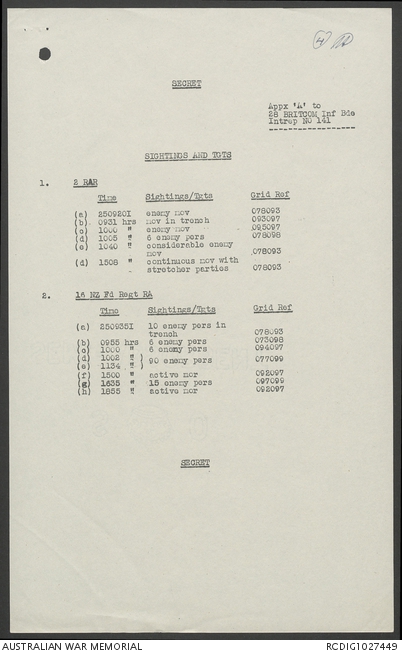 4
SECRET
Appx 'A' to
28 BRITCOM Inf Bde
Intrep NO 141
SIGHTINGS AND TGTS
1. 2 RAR
Time Sightings/Tgts Grid Ref
(a) 250920I enemy mov 078093
(b) 0931 hrs mov in trench 093097
(c) 1000 " enemy mov 095097
(d) 1005 " 6 enemy pers 078098
(e) 1040 " considerable enemy
mov 078093
(d) 1508 " continuous mov with
stretcher parties 078093
2. 16 NZ Fd Regt RA
Time Sightings/Tgts Grid Ref
(a) 250935I 10 enemy pers in
trench 078093
(b) 0955 hrs 6 enemy pers 073098
(c) 1000 " 6 enemy pers 094097
(d) 1002 " ) 90 enemy pers 077099
(e) 1134 " )
(f) 1500 " active mor 092097
(g) 1635 " 15 enemy pers 097099
(h) 1855 " active mor 092097
SECRET
AUSTRALIAN WAR MEMORIAL RCDIG1027449